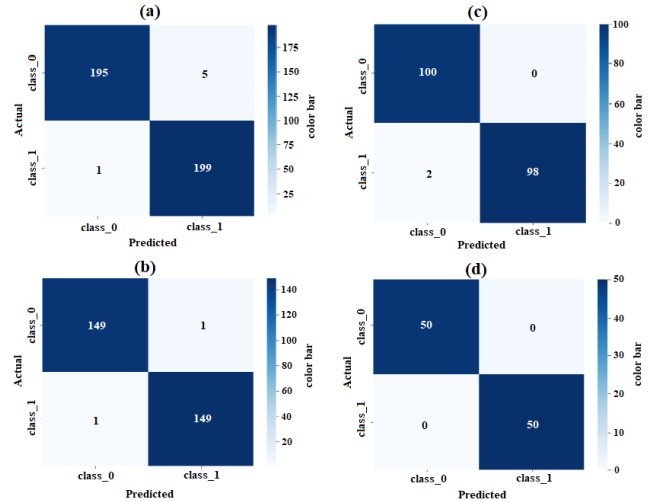 (a)
class_0
195
5
Actual
class_1
1
199
class_0
class_1
Predicted
175
150
125
100
75
50
25
color bar
(c)
class_0
100
0
Actual
class_1
2
98
class_0
class_1
Predicted
100
80
60
40
20
0
color bar
(b)
class_0
149
1
Actual
class_1
1
149
class_0
class_1
Predicted
140
120
100
80
60
40
20
color bar
(d)
class_0
50
0
Actual
class_1
0
50
class_0
class_1
Predicted
50
40
30
20
10
0
color bar